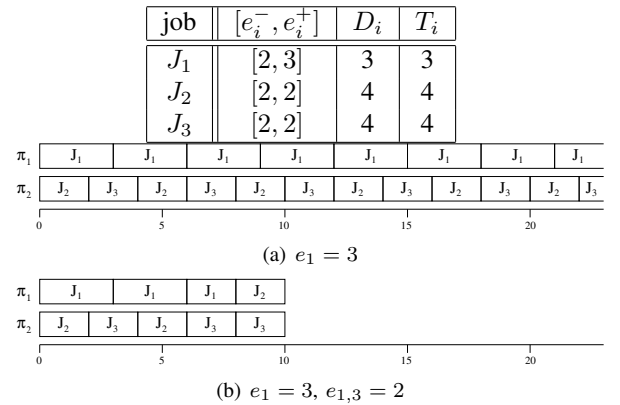 job [e_i^-, e_i^+] D_i T_i
J_1 [2, 3] 3 3
J_2 [2, 2] 4 4
J_3 [2, 2] 4 4
π_1 J_1 J_1 J_1 J_1 J_1 J_1 J_1 J_1
π_2 J_2 J_3 J_2 J_3 J_2 J_3 J_2 J_3 J_2 J_3 J_2 J_3
0 5 10 15 20
(a) e_1 = 3
π_1 J_1 J_1 J_1 J_2
π_2 J_2 J_3 J_2 J_3 J_3
0 5 10 15 20
(b) e_1 = 3, e_{1,3} = 2